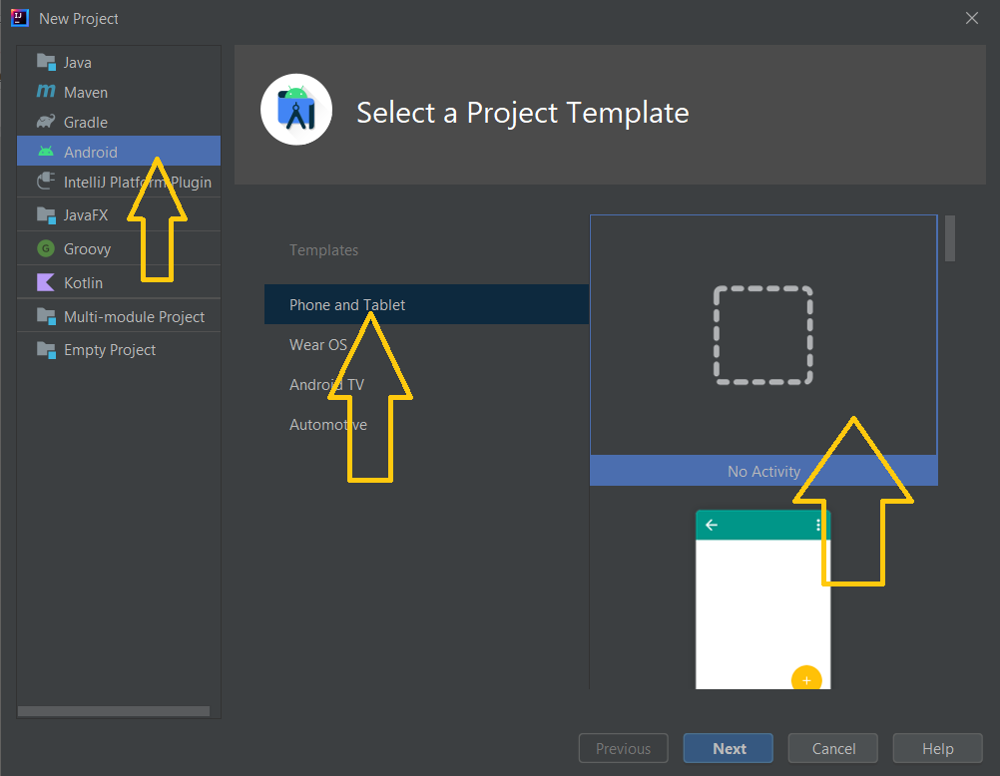 New Project
Java
Maven
Gradle
Android
IntelliJ Platform Plugin
JavaFX
Groovy
Kotlin
Multi-module Project
Empty Project
Select a Project Template
Templates
Phone and Tablet
Wear OS
Android TV
Automotive
No Activity
Previous
Next
Cancel
Help